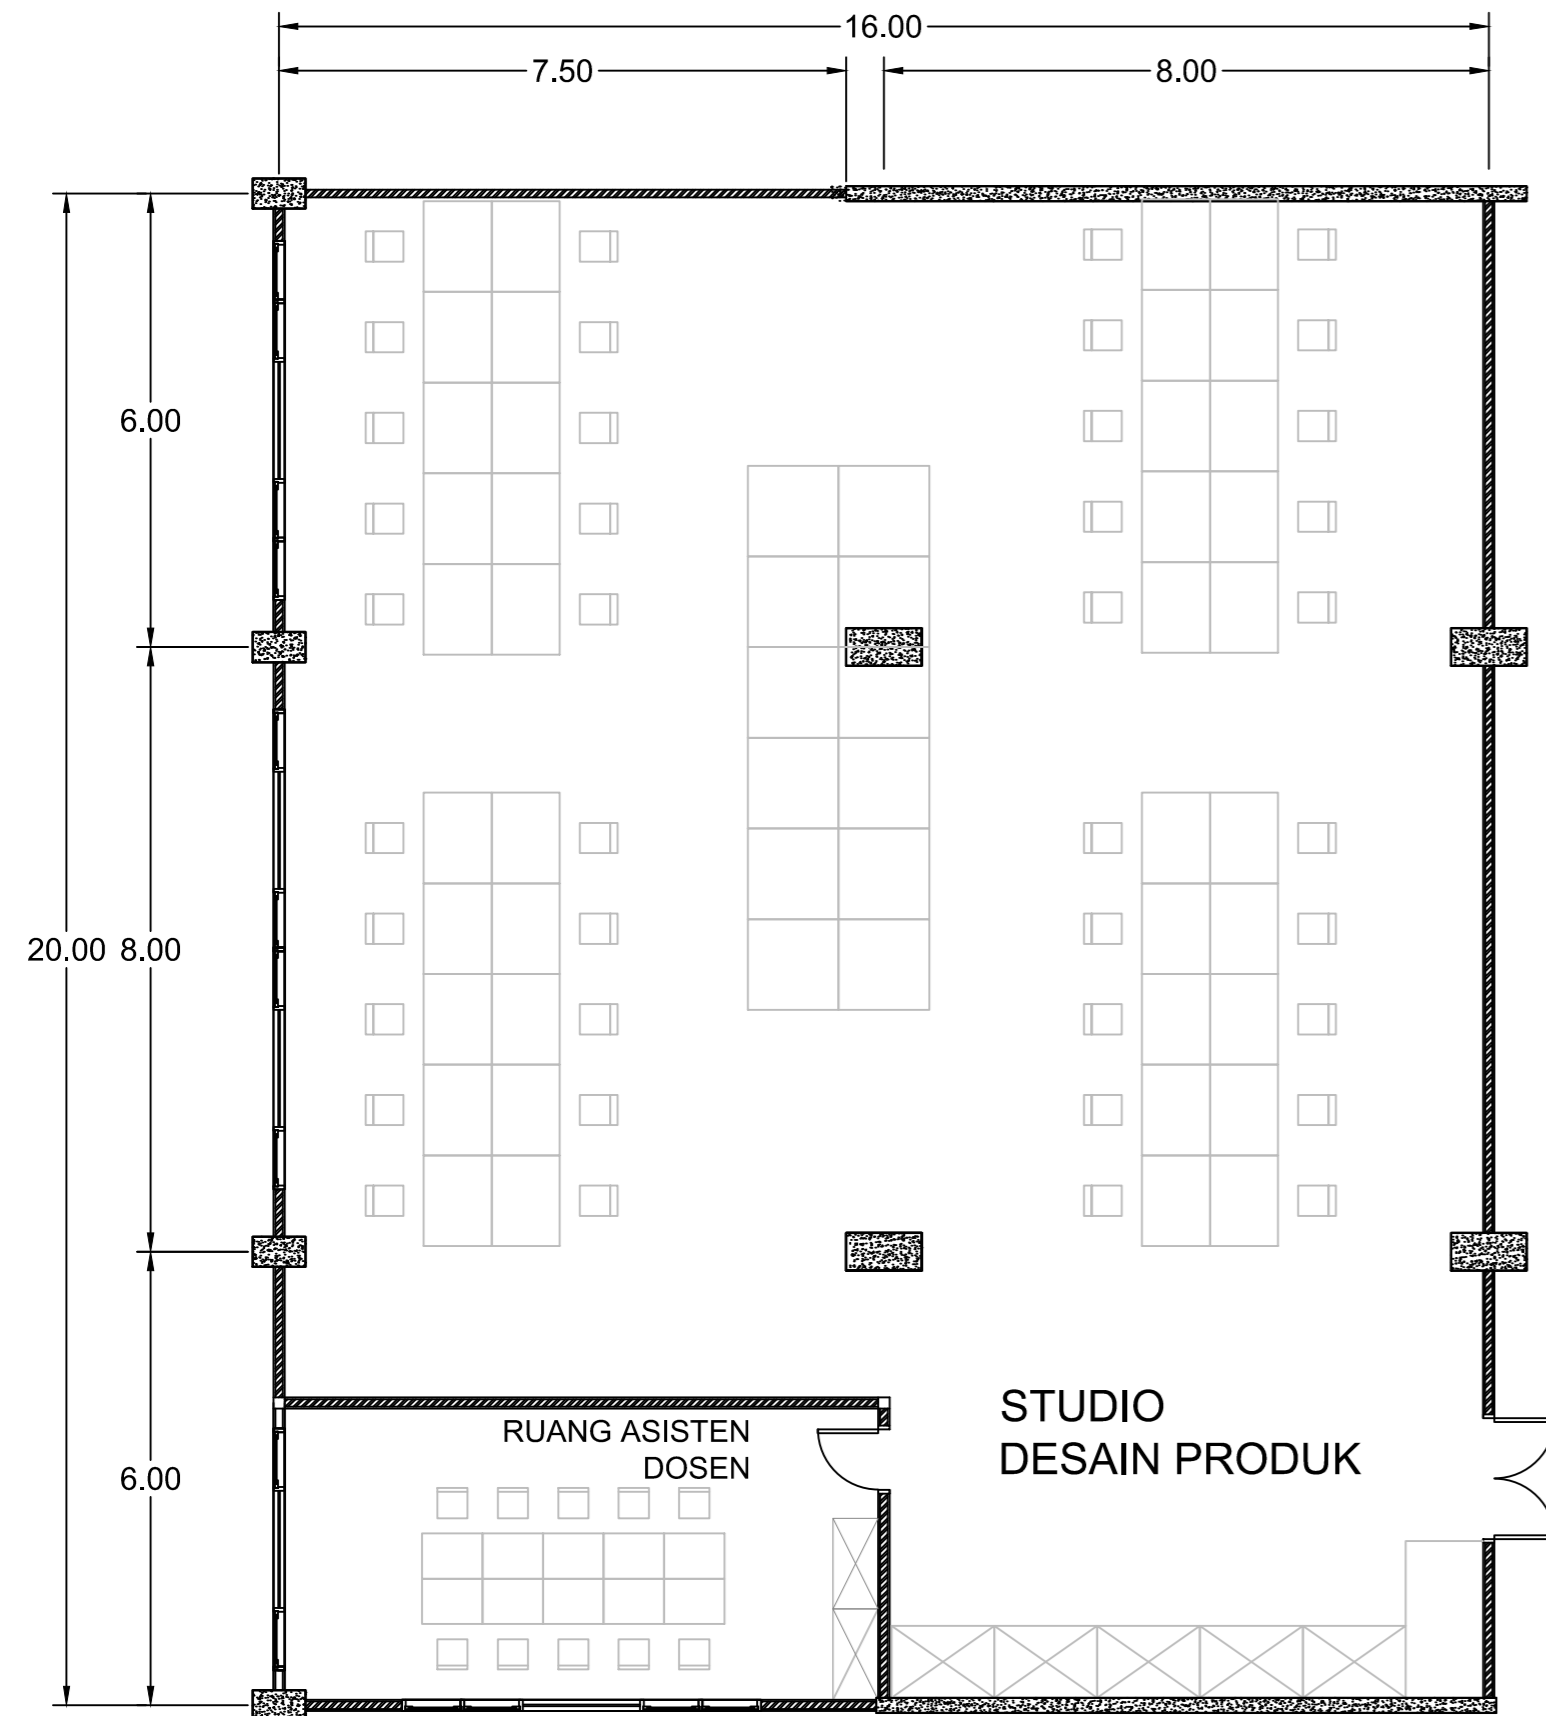 16.00
7.50
8.00
6.00
20.00
8.00
6.00
RUANG ASISTEN
DOSEN
STUDIO
DESAIN PRODUK